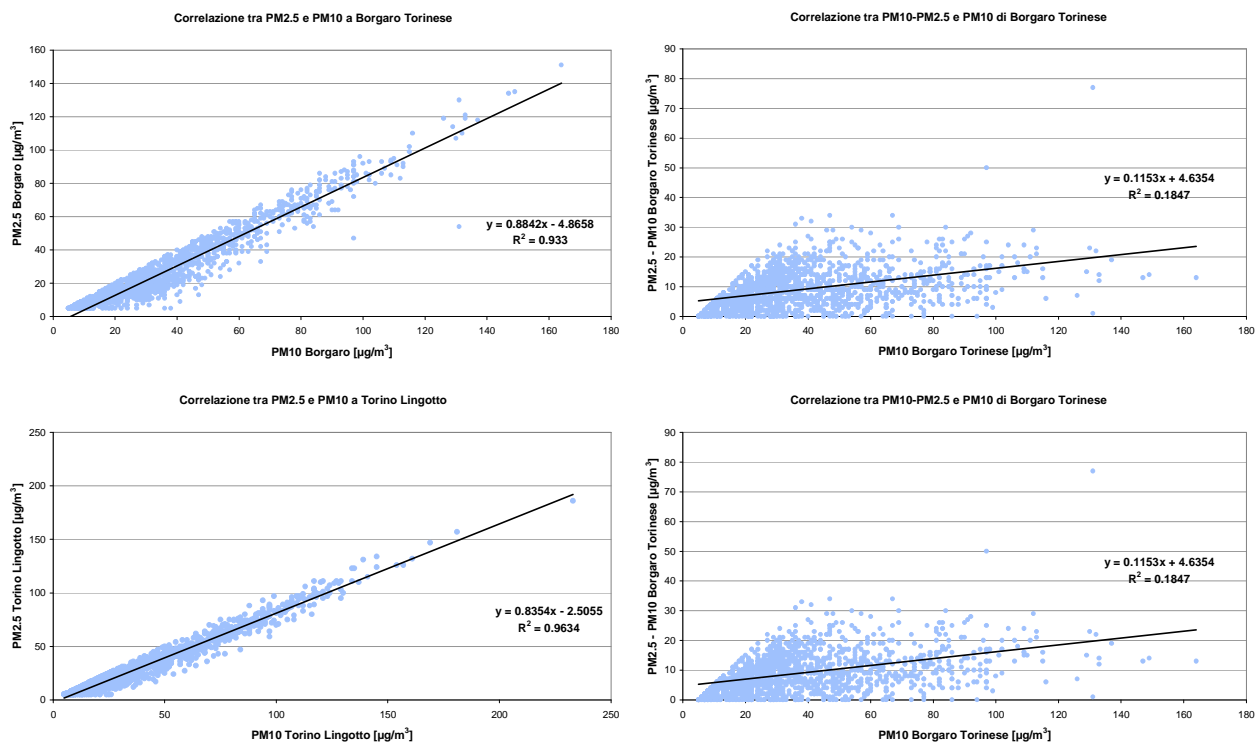 Correlazione tra PM2.5 e PM10 a Borgaro Torinese
160
140
120
100
80
60
40
20
0
0 20 40 60 80 100 120 140 160 180
PM2.5 Borgaro [µg/m³]
PM10 Borgaro [µg/m³]
y = 0.8842x - 4.8658
R² = 0.933
Correlazione tra PM10-PM2.5 e PM10 di Borgaro Torinese
90
80
70
60
50
40
30
20
10
0
0 20 40 60 80 100 120 140 160 180
PM2.5 - PM10 Borgaro Torinese [µg/m³]
PM10 Borgaro Torinese [µg/m³]
y = 0.1153x + 4.6354
R² = 0.1847
Correlazione tra PM2.5 e PM10 a Torino Lingotto
250
200
150
100
50
0
0 50 100 150 200 250
PM2.5 Torino Lingotto [µg/m³]
PM10 Torino Lingotto [µg/m³]
y = 0.8354x - 2.5055
R² = 0.9634
Correlazione tra PM10-PM2.5 e PM10 di Borgaro Torinese
90
80
70
60
50
40
30
20
10
0
0 20 40 60 80 100 120 140 160 180
PM2.5 - PM10 Borgaro Torinese [µg/m³]
PM10 Borgaro Torinese [µg/m³]
y = 0.1153x + 4.6354
R² = 0.1847